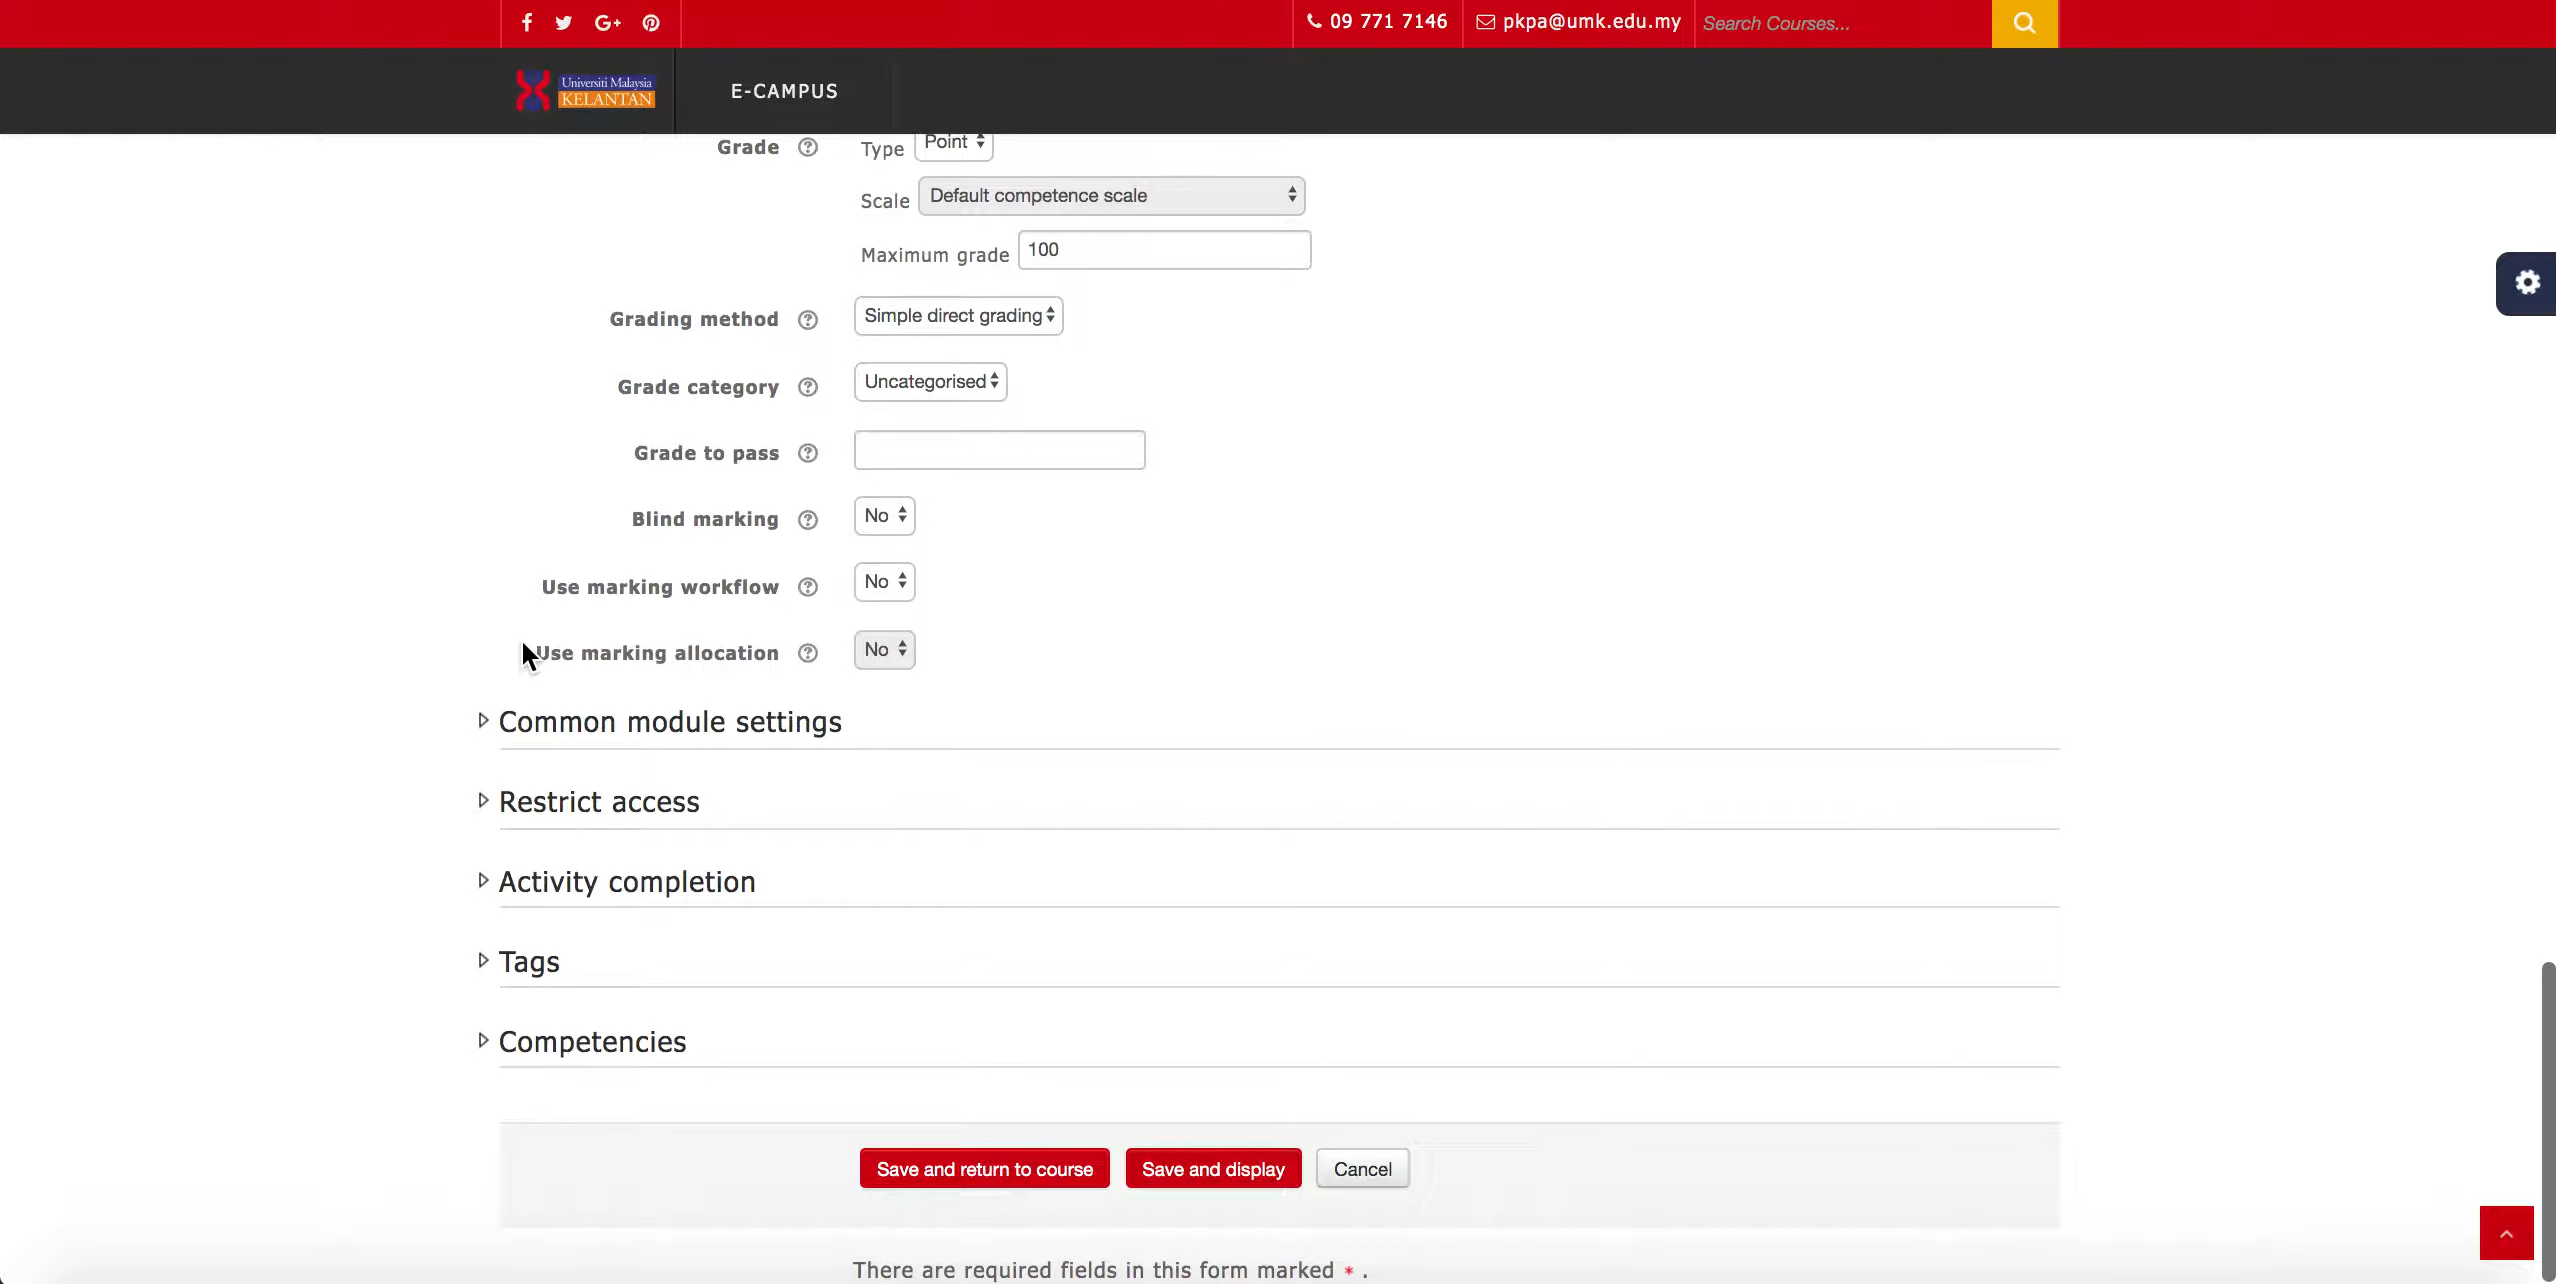 09 771 7146
pkpa@umk.edu.my
Search Courses...
Universiti Malaysia
KELANTAN
E-CAMPUS
Grade Type Point
Scale Default competence scale
Maximum grade 100
Grading method Simple direct grading
Grade category Uncategorised
Grade to pass
Blind marking No
Use marking workflow No
Use marking allocation No
Common module settings
Restrict access
Activity completion
Tags
Competencies
Save and return to course Save and display Cancel
There are required fields in this form marked * .